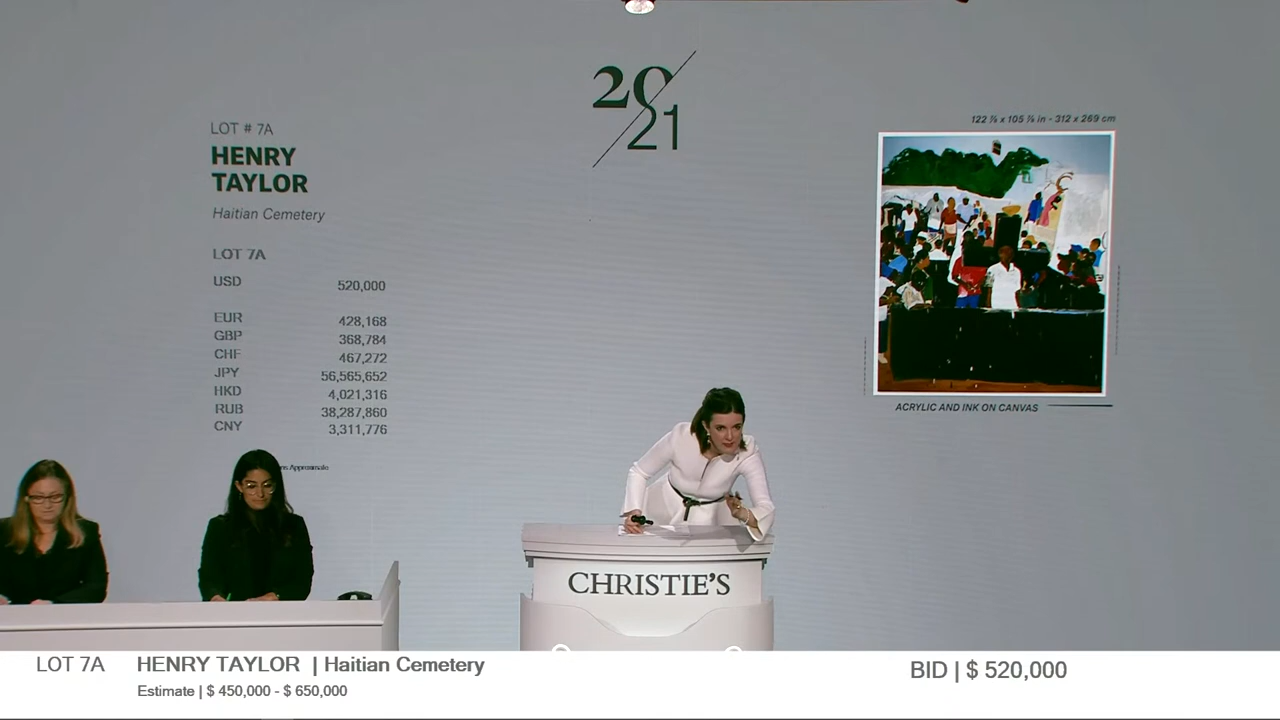 20
21
LOT # 7A
HENRY
TAYLOR
Haitian Cemetery
LOT 7A
USD 520,000
EUR 428,168
GBP 368,784
CHF 467,272
JPY 56,565,652
HKD 4,021,316
RUB 38,287,860
CNY 3,311,776
Approximate
122 ⅞ x 105 ⅞ in - 312 x 269 cm
ACRYLIC AND INK ON CANVAS
CHRISTIE'S
LOT 7A HENRY TAYLOR | Haitian Cemetery
Estimate | $ 450,000 - $ 650,000
BID | $ 520,000